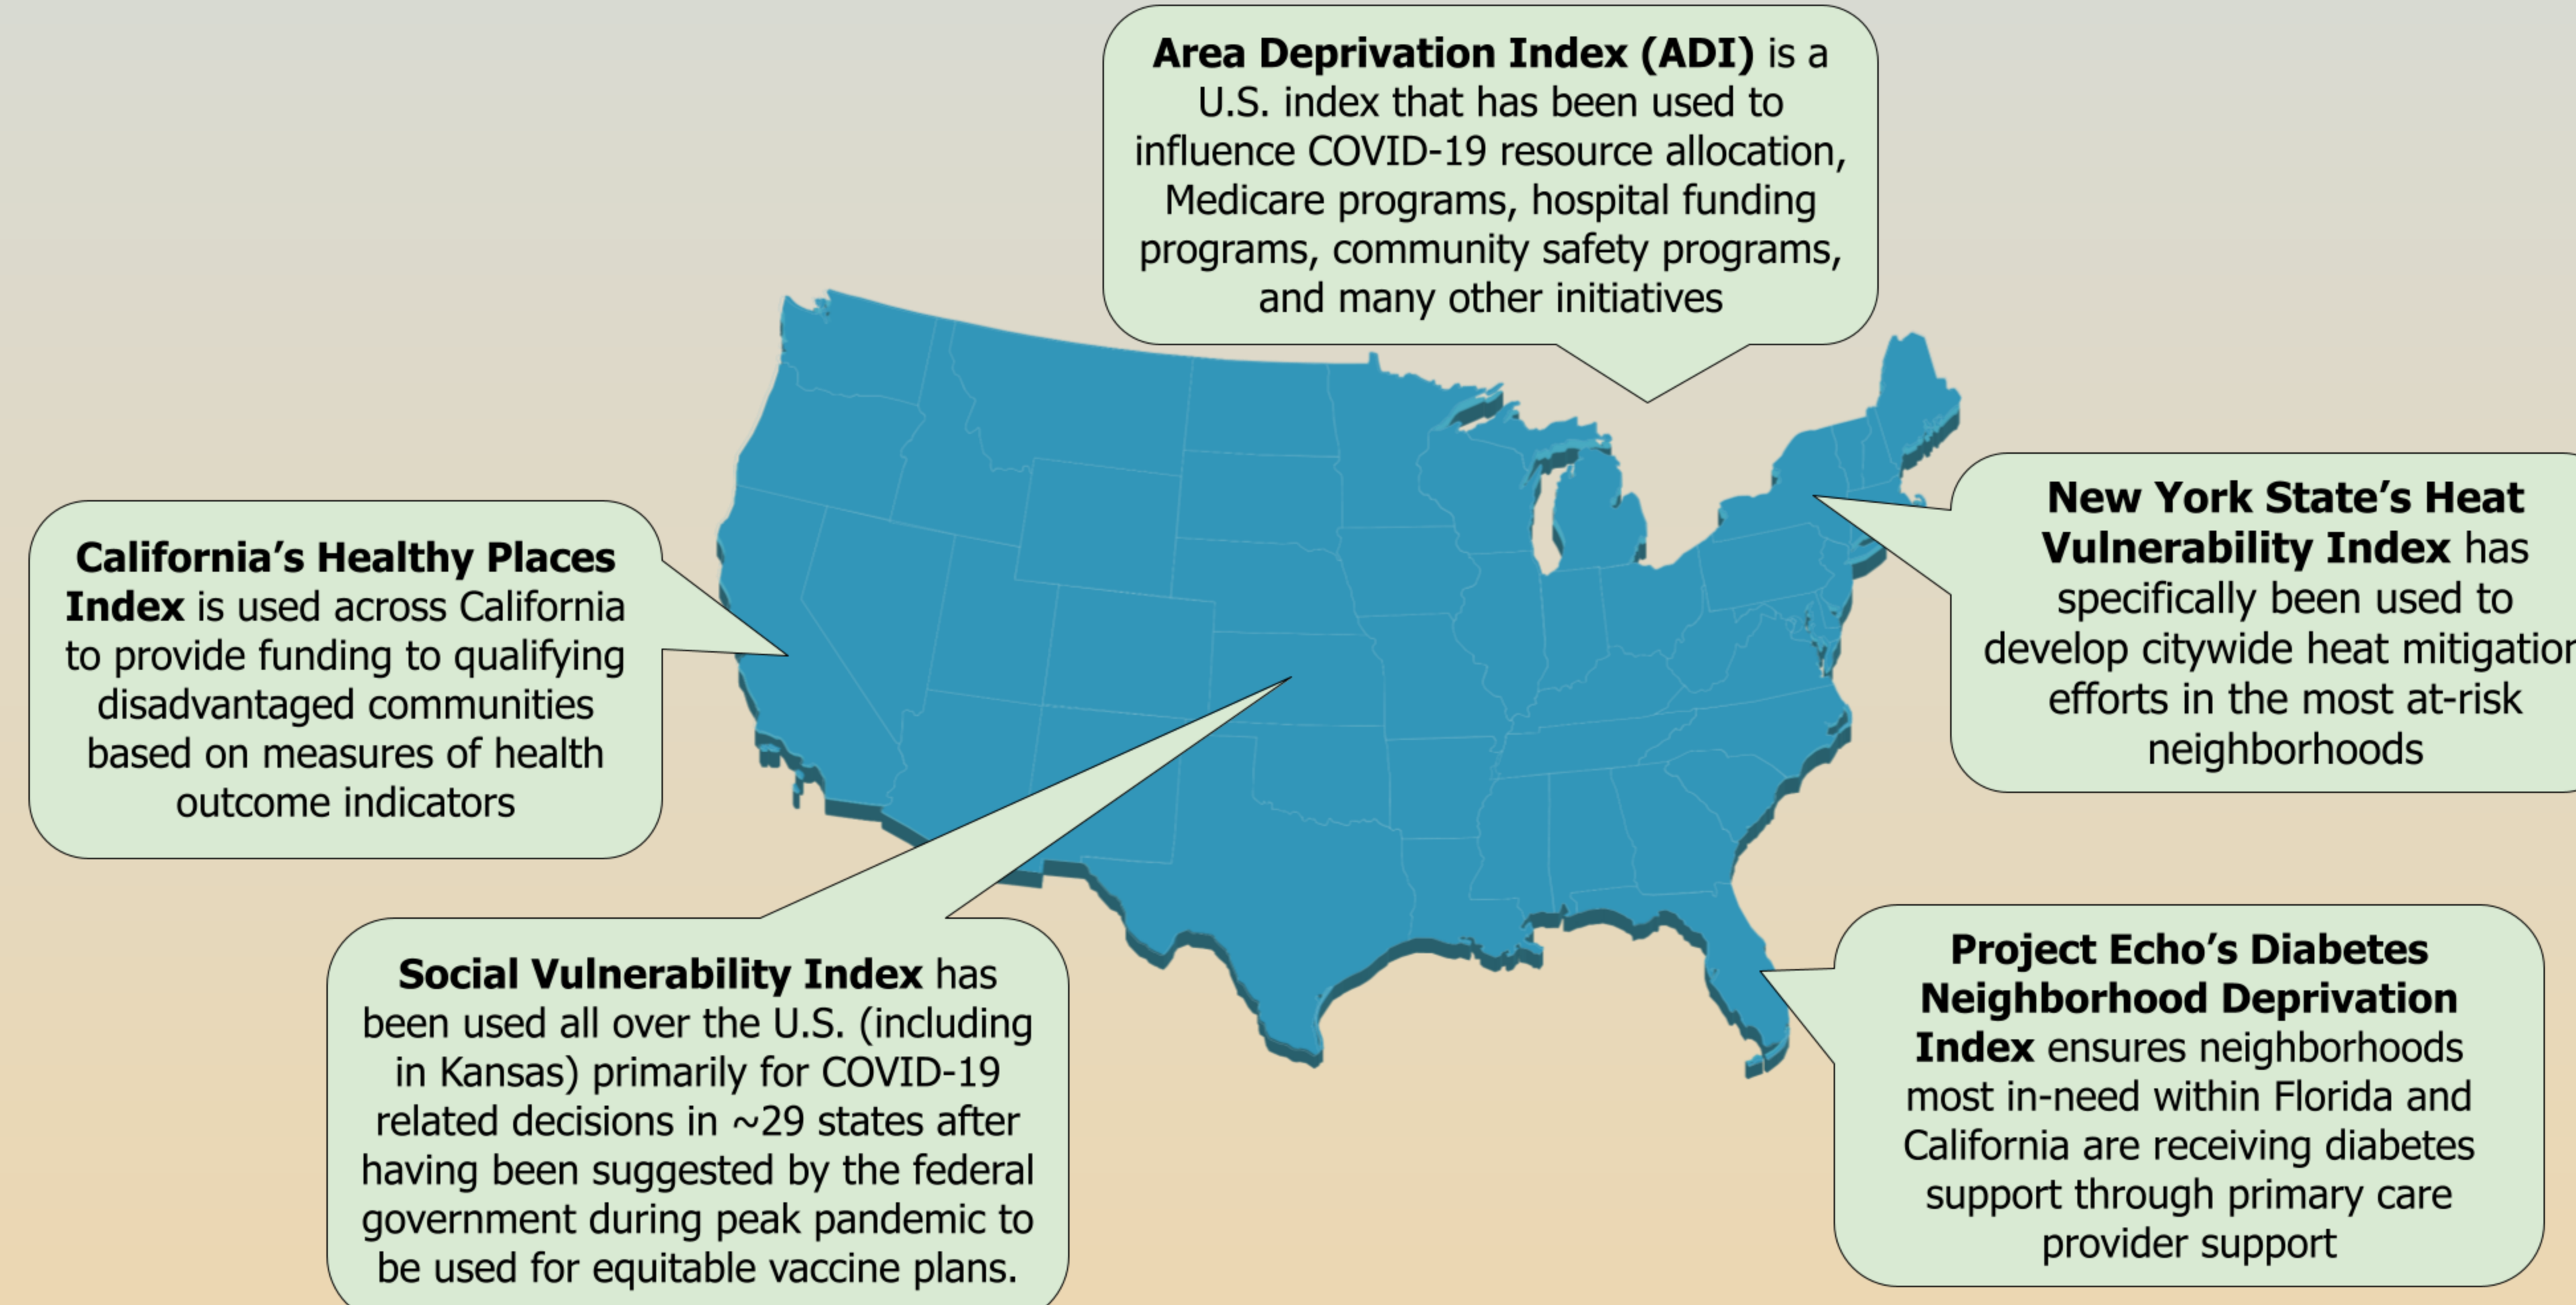 Area Deprivation Index (ADI) is a
U.S. index that has been used to
influence COVID-19 resource allocation,
Medicare programs, hospital funding
programs, community safety programs,
and many other initiatives
California's Healthy Places
Index is used across California
to provide funding to qualifying
disadvantaged communities
based on measures of health
outcome indicators
New York State's Heat
Vulnerability Index has
specifically been used to
develop citywide heat mitigation
efforts in the most at-risk
neighborhoods
Social Vulnerability Index has
been used all over the U.S. (including
in Kansas) primarily for COVID-19
related decisions in ~29 states after
having been suggested by the federal
government during peak pandemic to
be used for equitable vaccine plans.
Project Echo's Diabetes
Neighborhood Deprivation
Index ensures neighborhoods
most in-need within Florida and
California are receiving diabetes
support through primary care
provider support